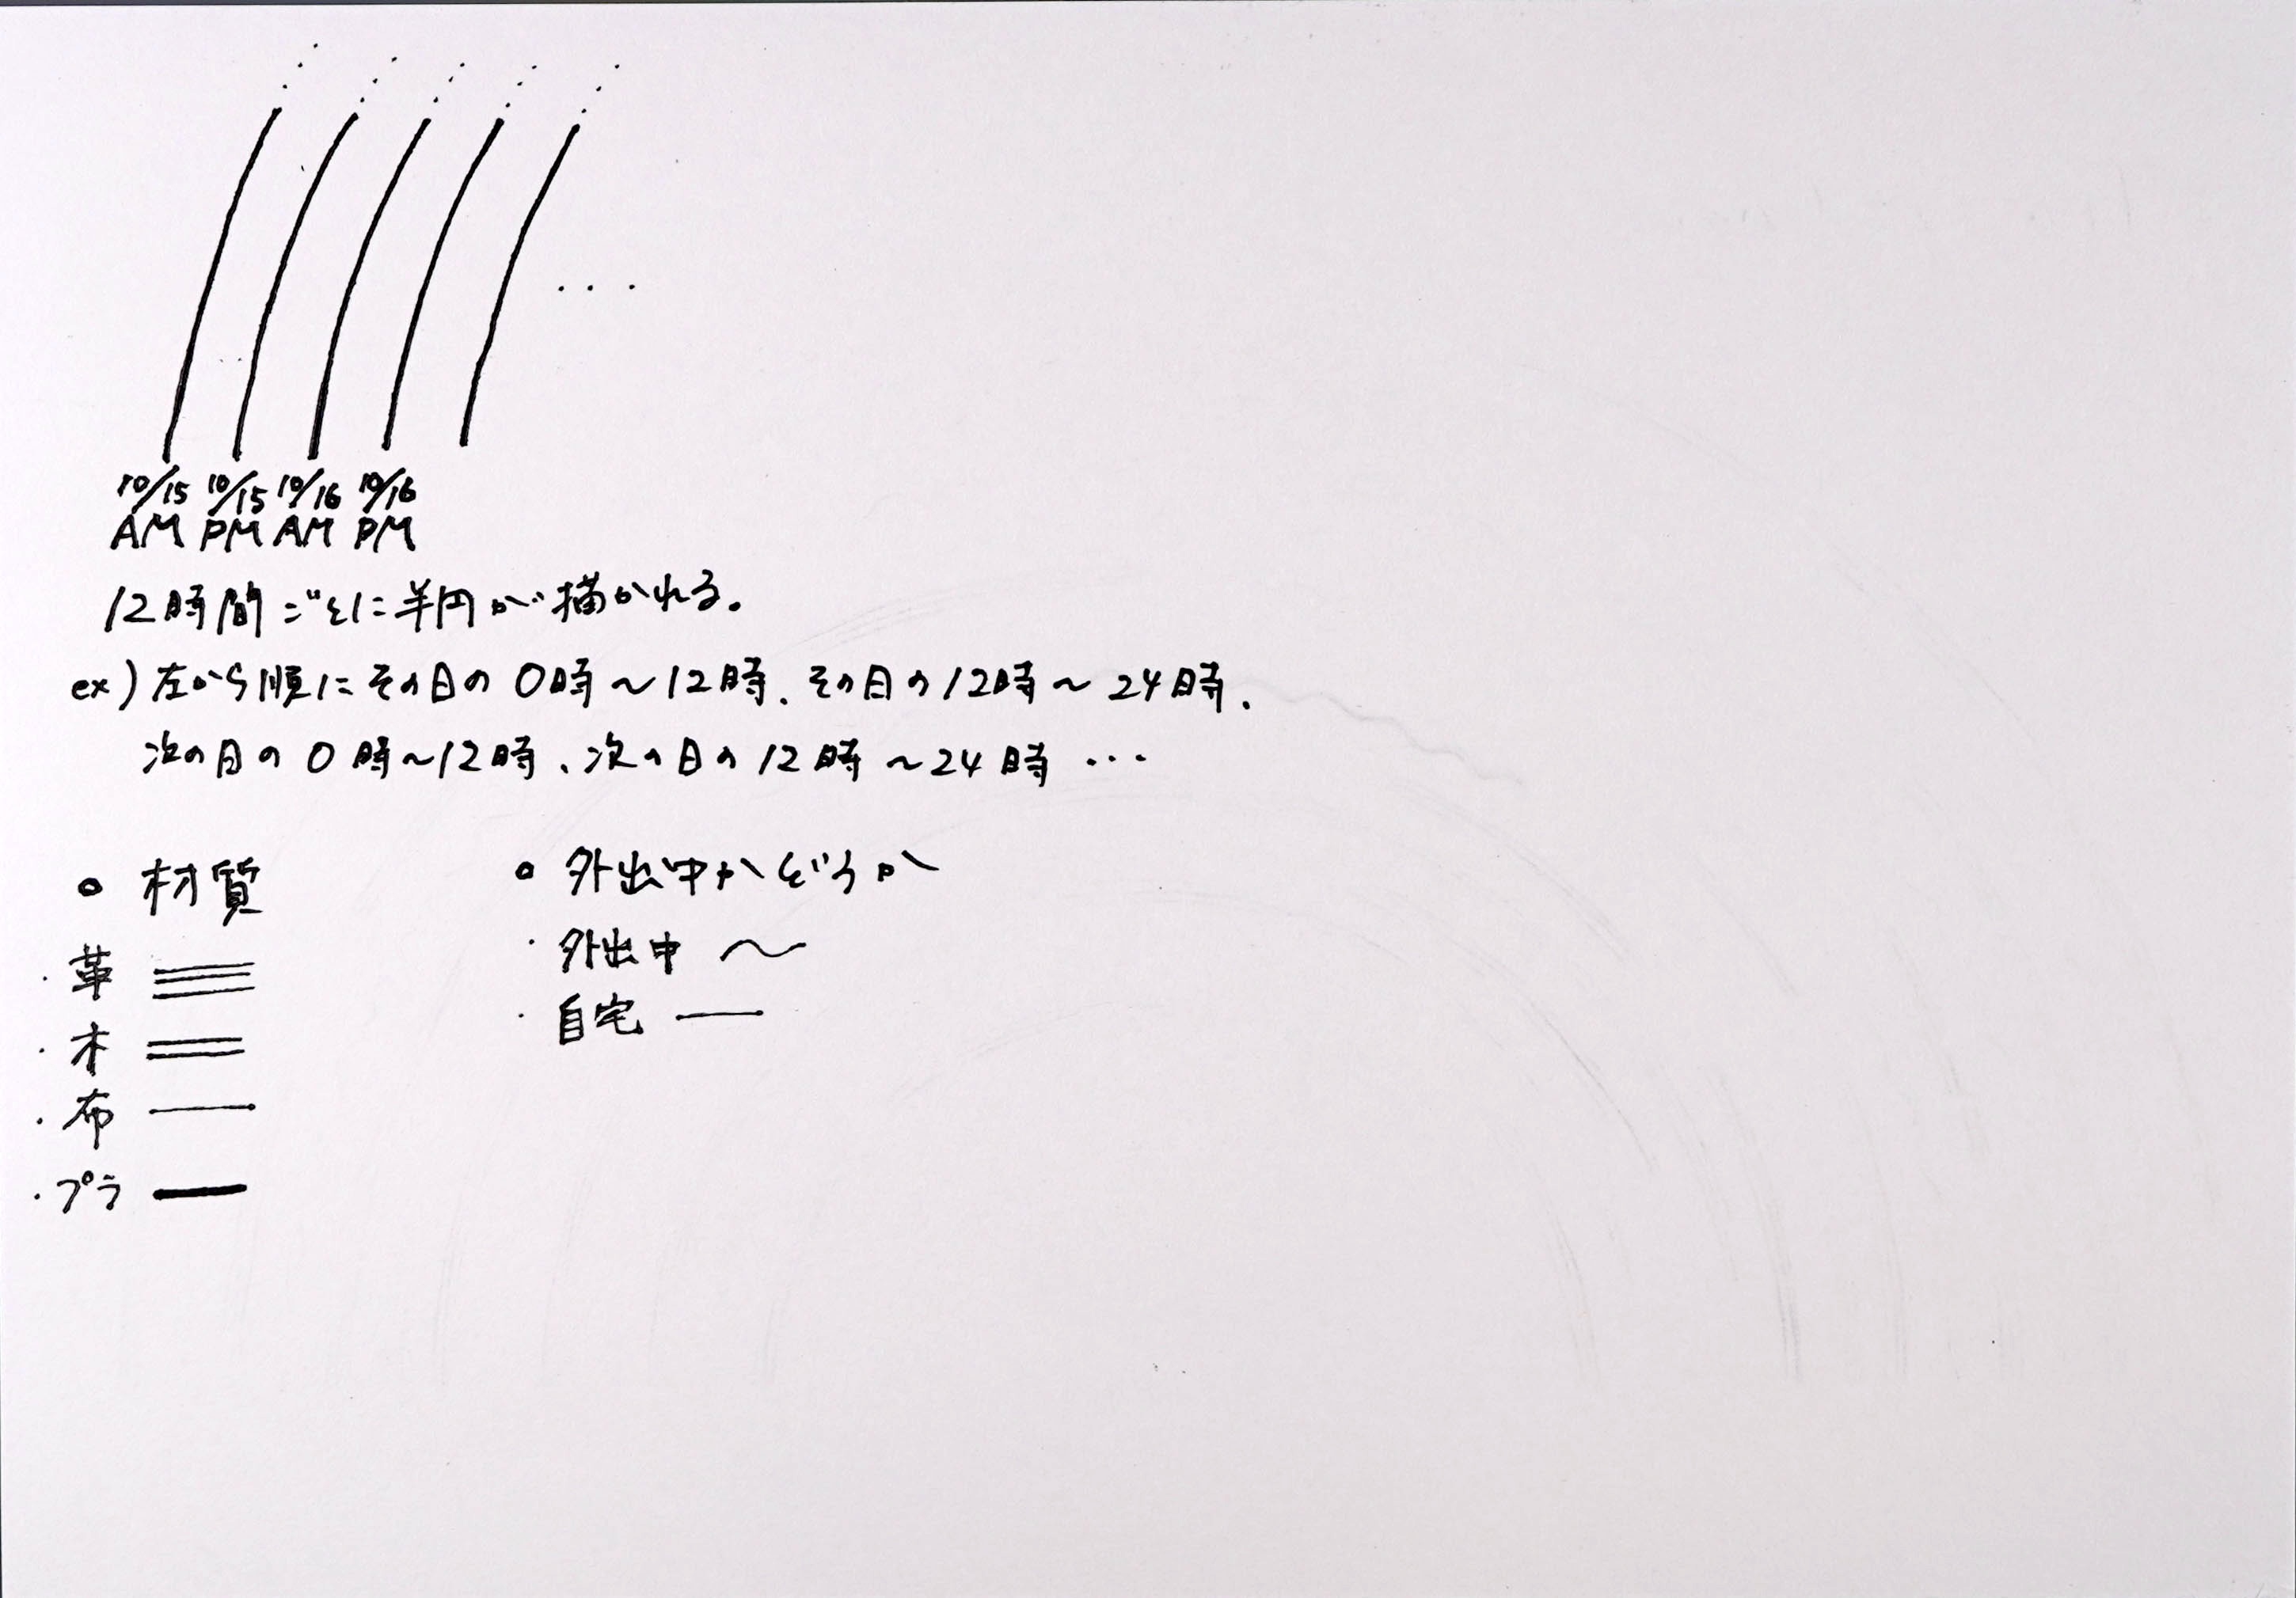 10/15 10/15 10/16 10/16
AM PM AM PM
12時間ごとに半円が描かれる。
ex) 左から順にその日の0時～12時、その日の12時～24時、
次の日の0時～12時、次の日の12時～24時…
○ 材質
・革
・木
・布
・プラ
○ 外出中かどうか
・外出中
・自宅